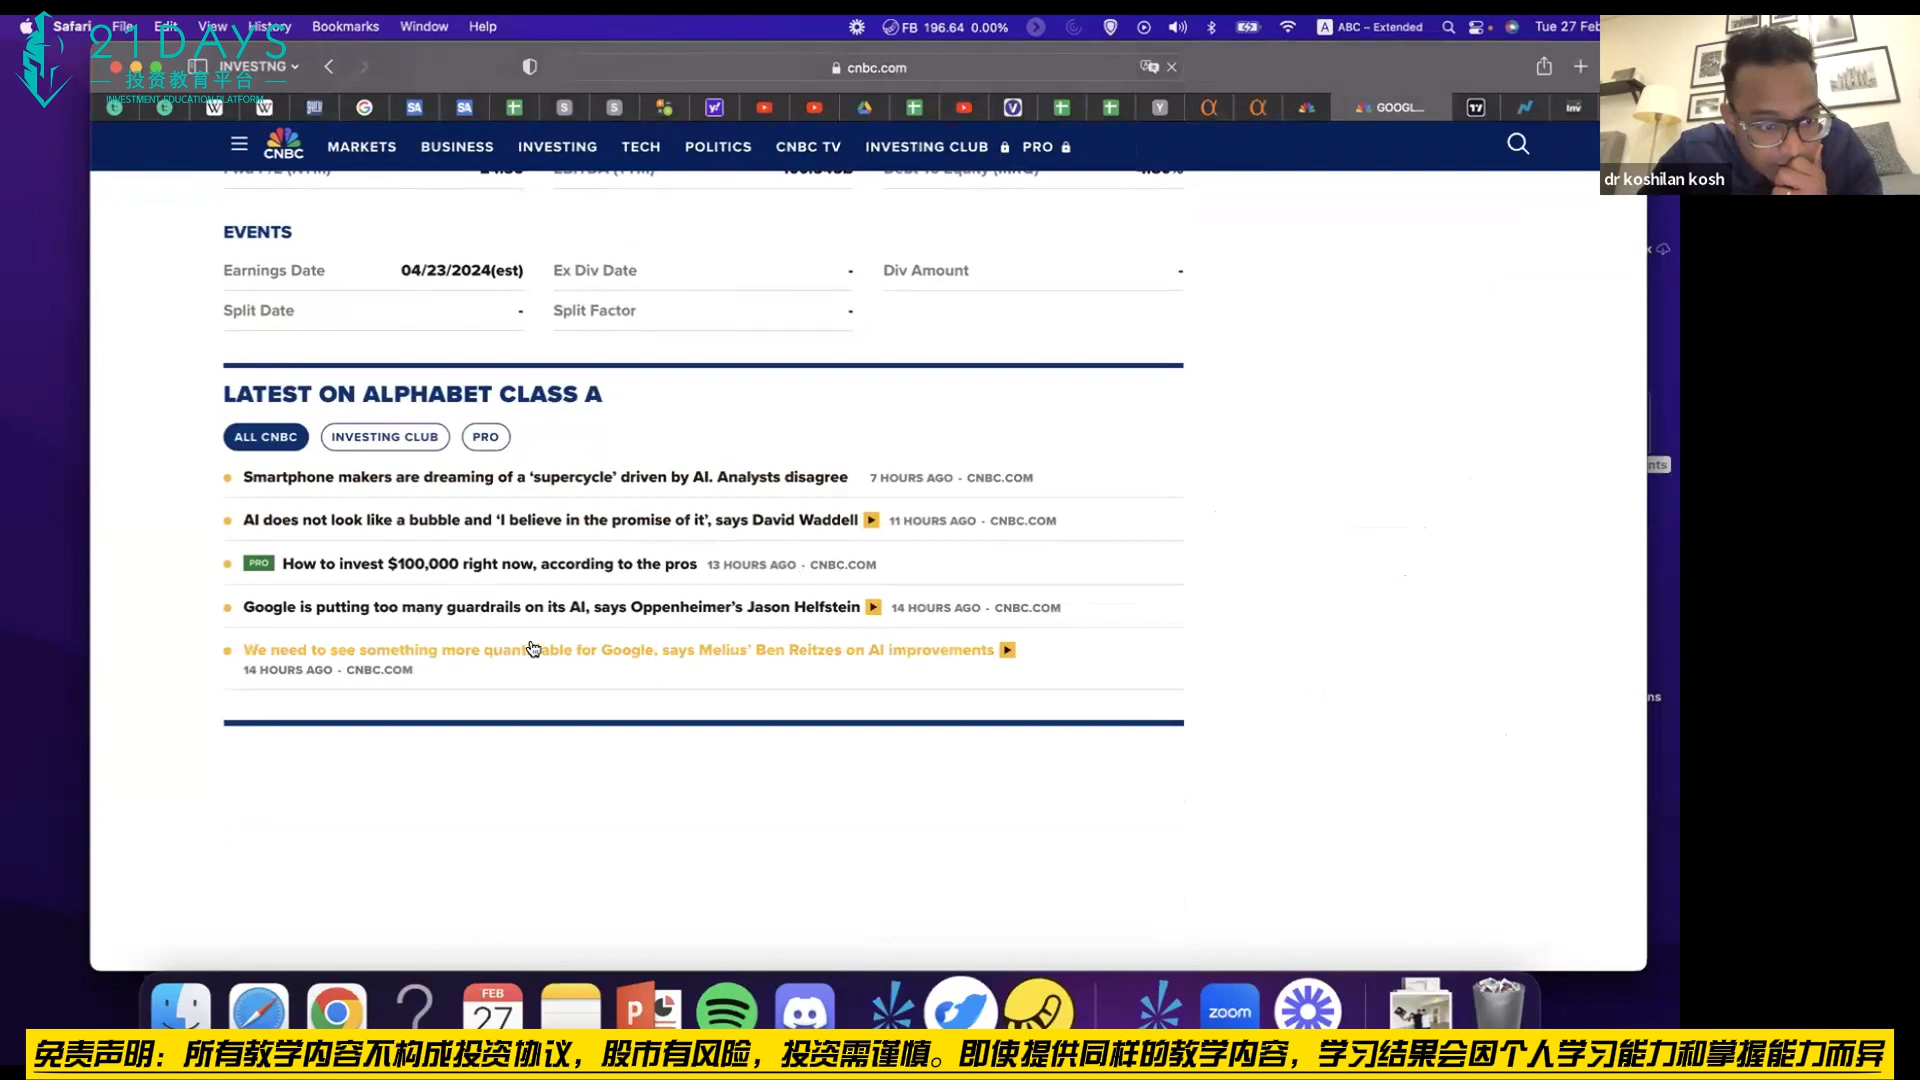 Safari File Edit View History Bookmarks Window Help FB 196.64 0.00% A ABC – Extended Tue 27 Feb
21DAYS
投资教育平台
INVESTMENT EDUCATION PLATFORM
INVESTNG cnbc.com
GOOGL...
CNBC MARKETS BUSINESS INVESTING TECH POLITICS CNBC TV INVESTING CLUB PRO
dr koshilan kosh
EVENTS
Earnings Date 04/23/2024(est) Ex Div Date - Div Amount -
Split Date - Split Factor -
LATEST ON ALPHABET CLASS A
ALL CNBC INVESTING CLUB PRO
Smartphone makers are dreaming of a ‘supercycle’ driven by AI. Analysts disagree 7 HOURS AGO - CNBC.COM
AI does not look like a bubble and ‘I believe in the promise of it’, says David Waddell 11 HOURS AGO - CNBC.COM
PRO How to invest $100,000 right now, according to the pros 13 HOURS AGO - CNBC.COM
Google is putting too many guardrails on its AI, says Oppenheimer’s Jason Helfstein 14 HOURS AGO - CNBC.COM
We need to see something more quantifiable for Google, says Melius’ Ben Reitzes on AI improvements
14 HOURS AGO - CNBC.COM
FEB
27
zoom
免责声明：所有教学内容不构成投资协议，股市有风险，投资需谨慎。即使提供同样的教学内容，学习结果会因个人学习能力和掌握能力而异